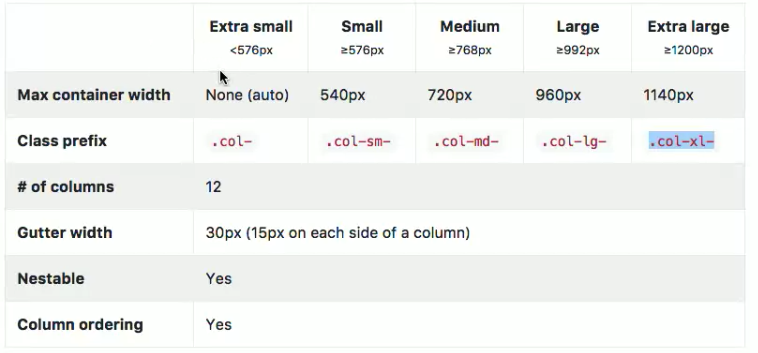 Extra small Small Medium Large Extra large
<576px ≥576px ≥768px ≥992px ≥1200px
Max container width None (auto) 540px 720px 960px 1140px
Class prefix .col- .col-sm- .col-md- .col-lg- .col-xl-
# of columns 12
Gutter width 30px (15px on each side of a column)
Nestable Yes
Column ordering Yes